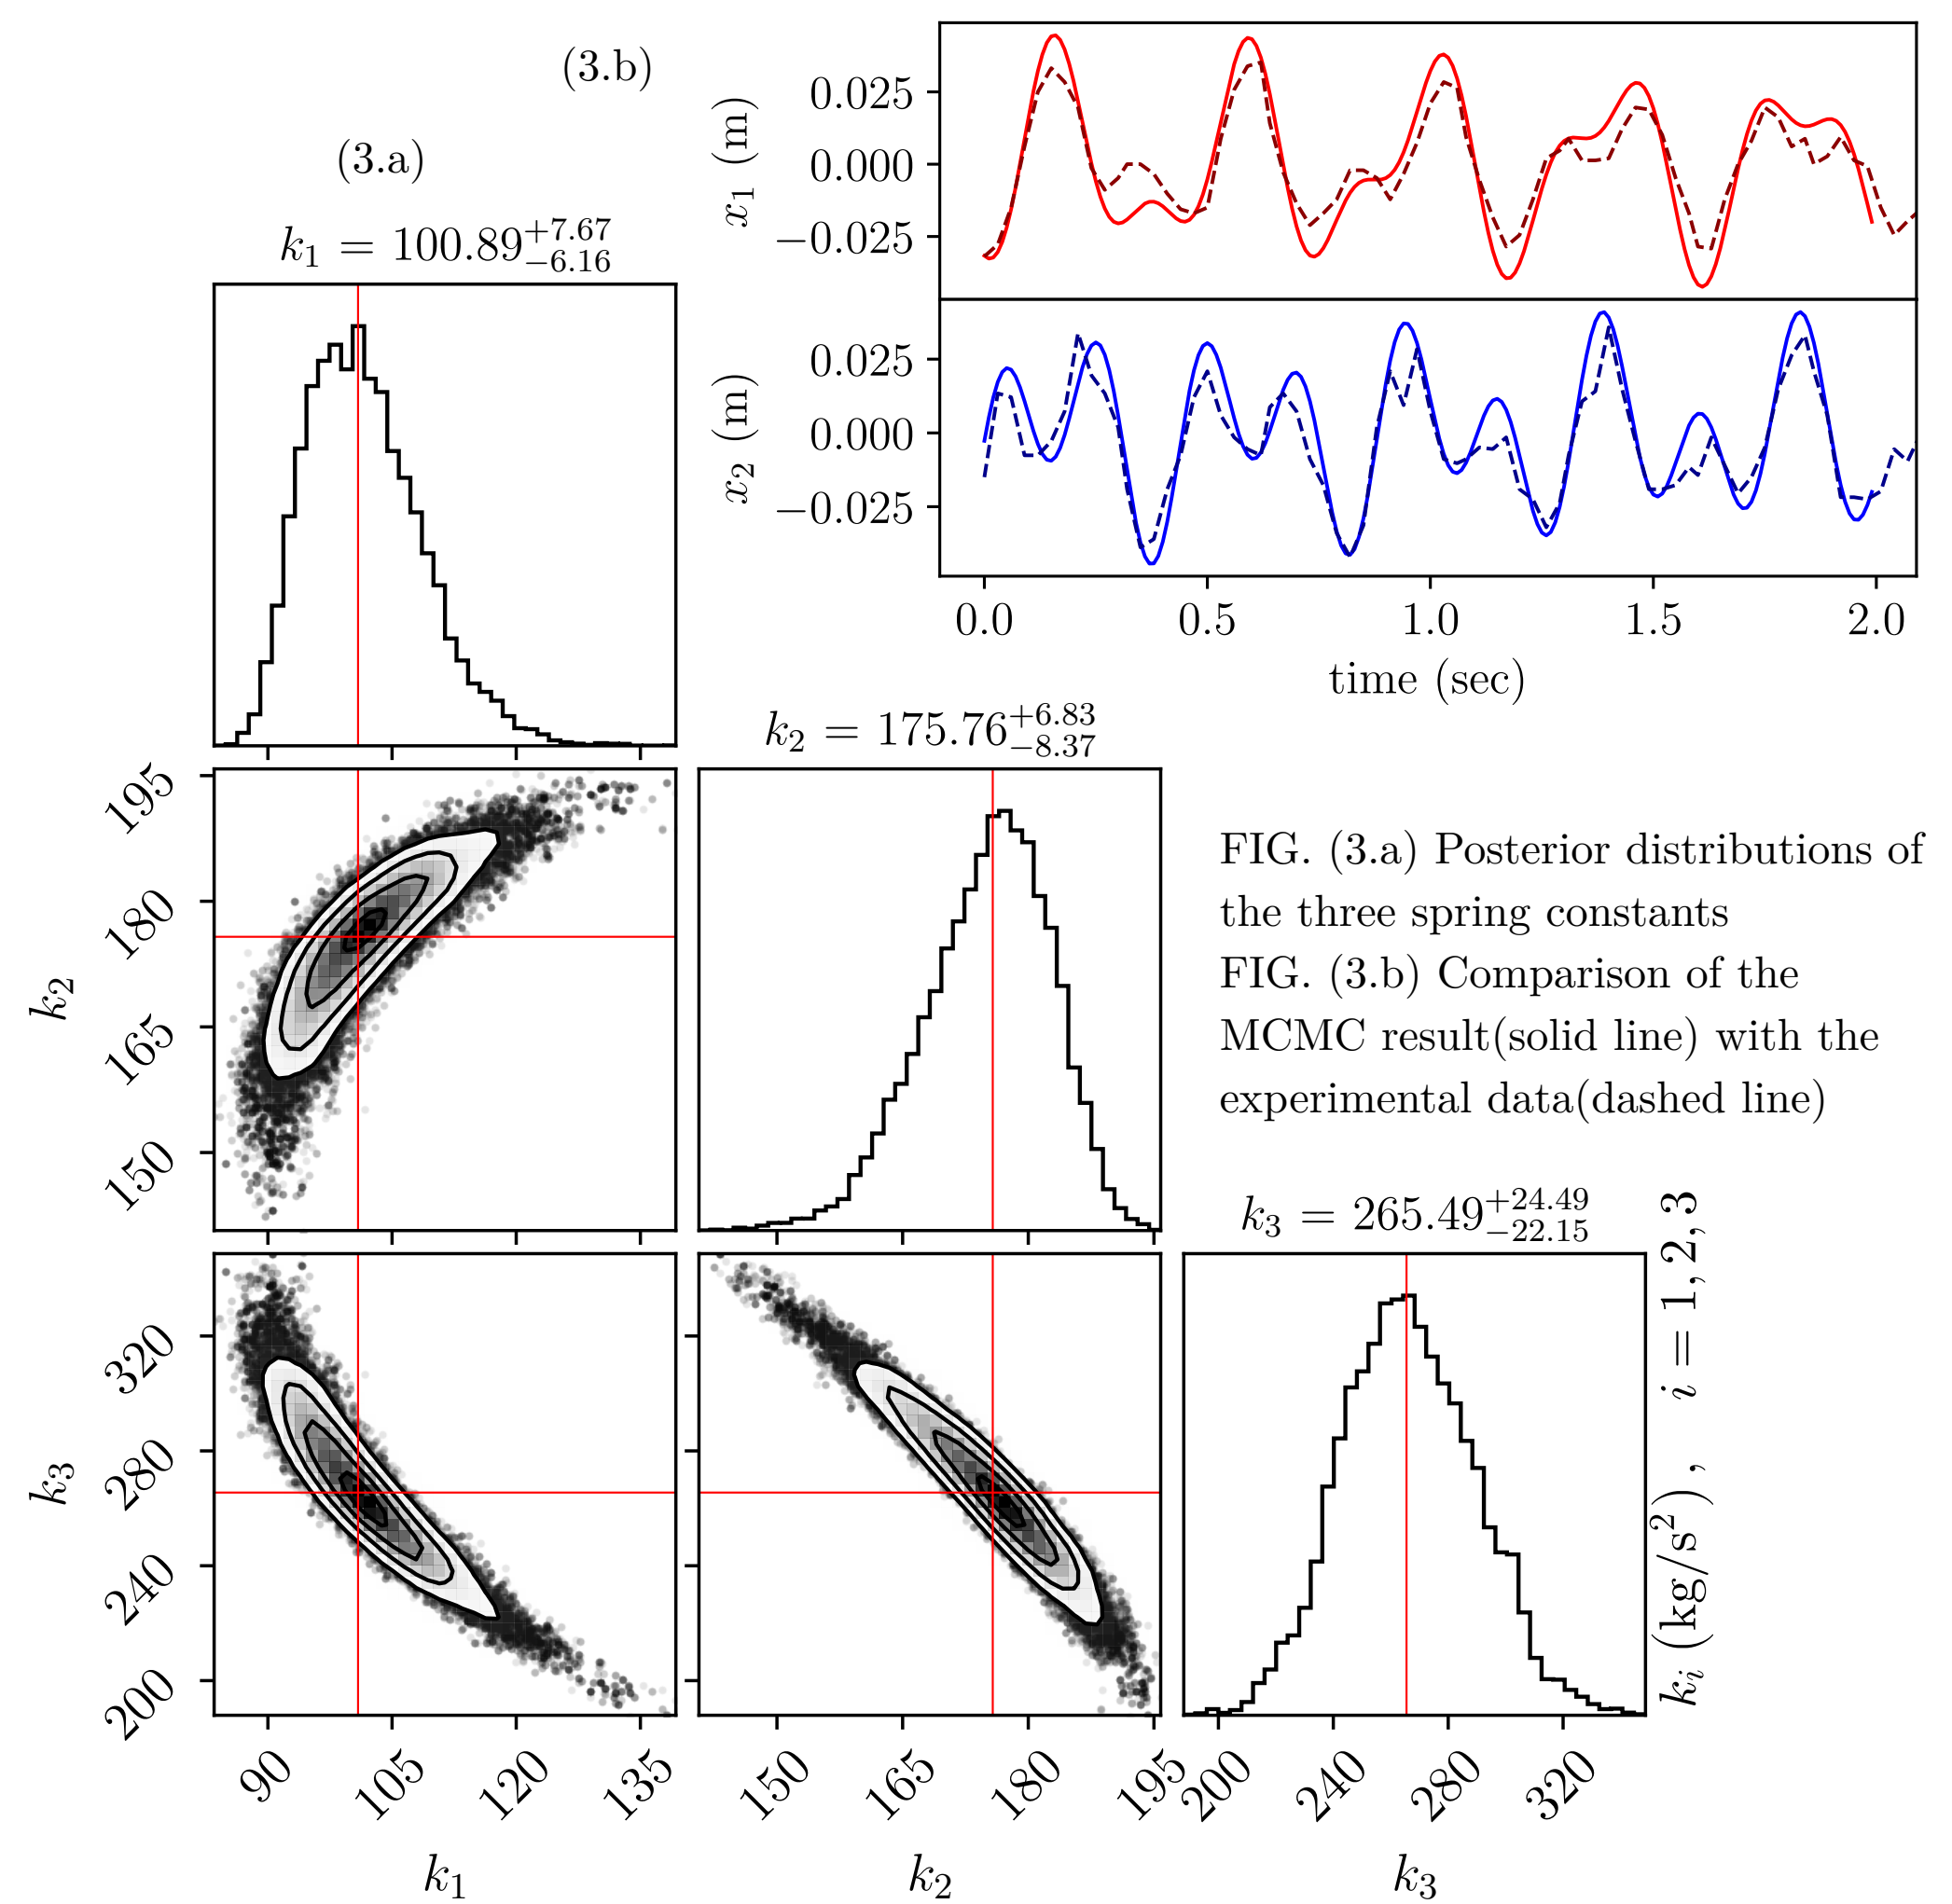 (3.b)
(3.a)
k₁ = 100.89 +7.67 −6.16
x₁ (m)
0.025
0.000
−0.025
x₂ (m)
0.025
0.000
−0.025
0.0 0.5 1.0 1.5 2.0
time (sec)
k₂ = 175.76 +6.83 −8.37
k₂
195
180
165
150
FIG. (3.a) Posterior distributions of
the three spring constants
FIG. (3.b) Comparison of the
MCMC result(solid line) with the
experimental data(dashed line)
k₃ = 265.49 +24.49 −22.15
kᵢ (kg/s²) , i = 1, 2, 3
k₃
320
280
240
200
90 105 120 135
150 165 180 195
200 240 280 320
k₁
k₂
k₃